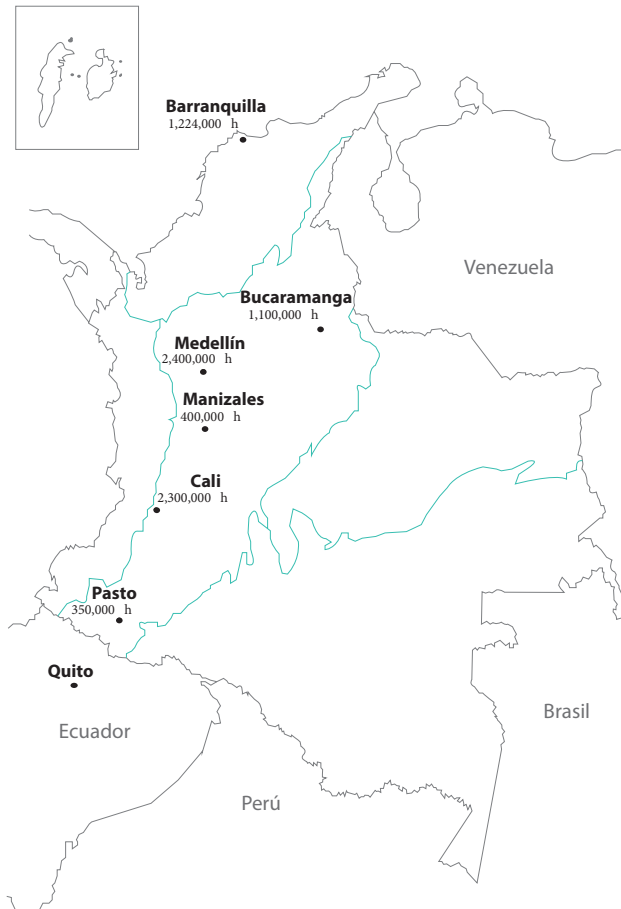 Barranquilla
1,224,000 h
Venezuela
Bucaramanga
1,100,000 h
Medellín
2,400,000 h
Manizales
400,000 h
Cali
2,300,000 h
Pasto
350,000 h
Quito
Ecuador
Brasil
Perú